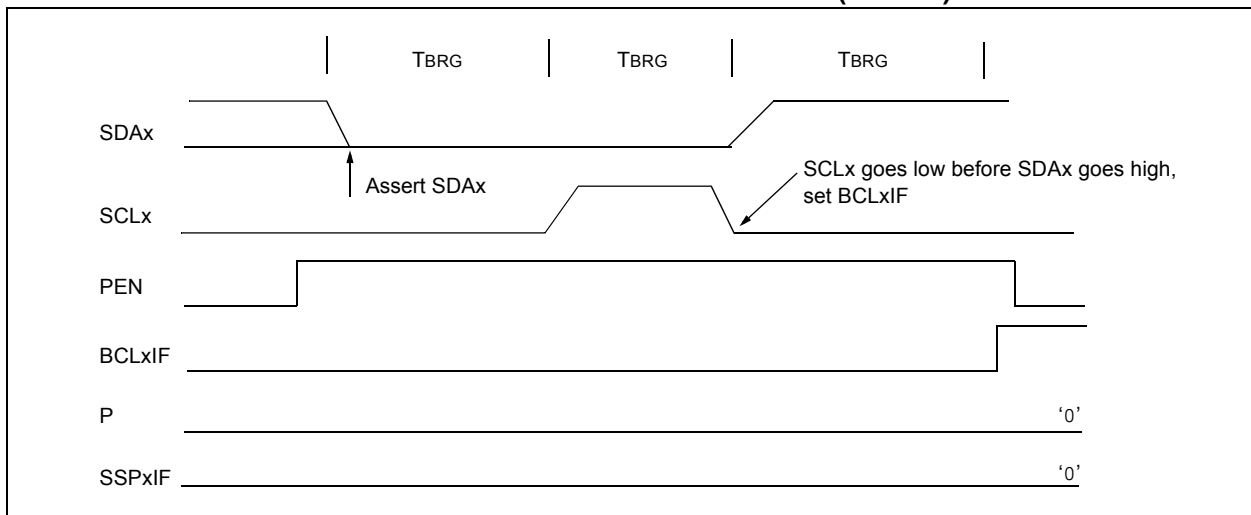 TBRG TBRG TBRG
SDAx
Assert SDAx
SCLx goes low before SDAx goes high,
set BCLxIF
SCLx
PEN
BCLxIF
P
‘0’
SSPxIF
‘0’